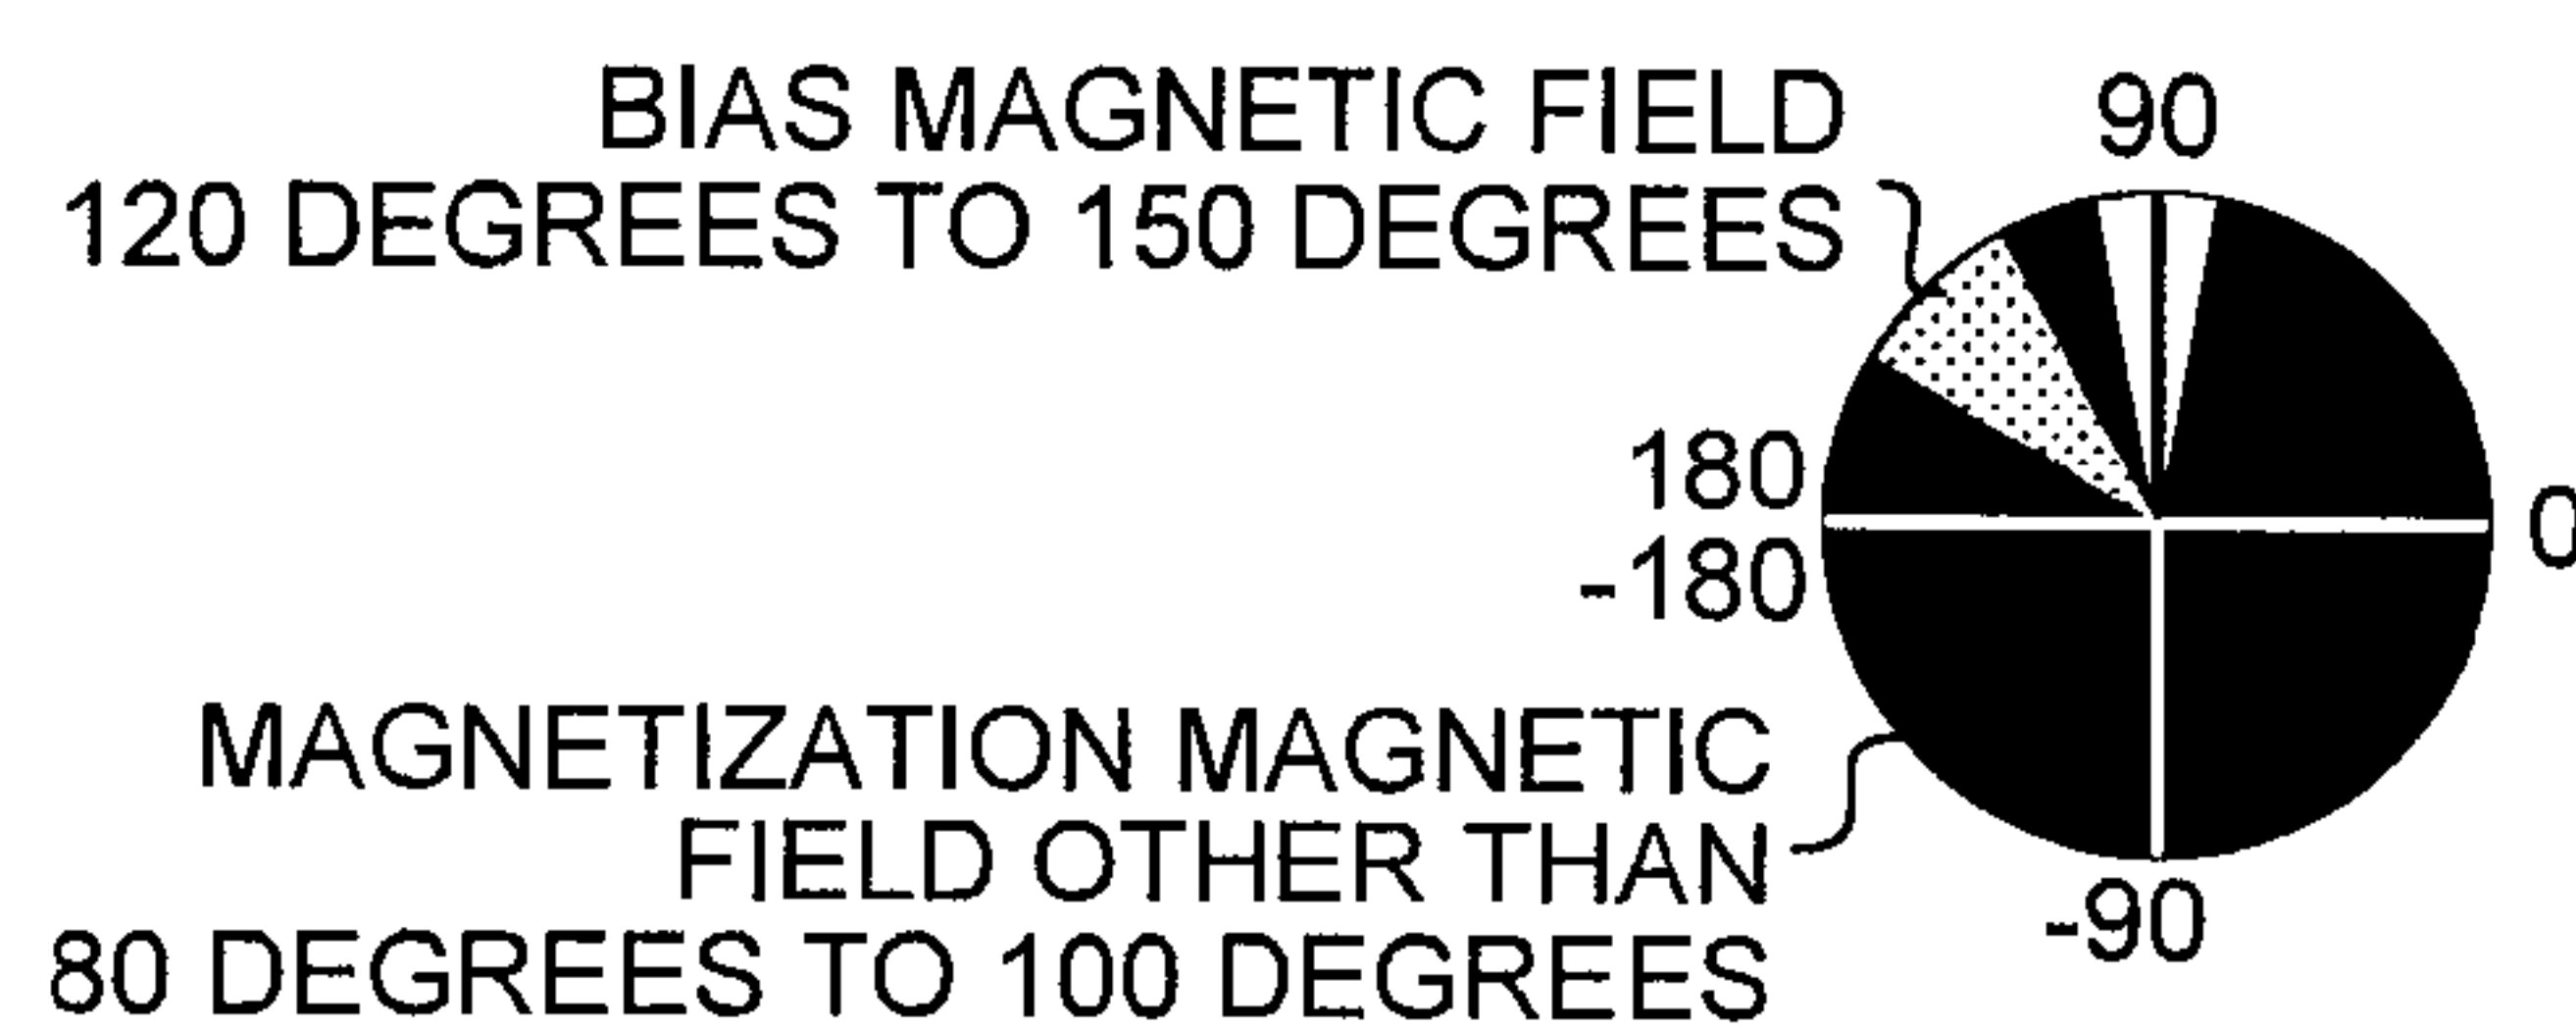 BIAS MAGNETIC FIELD
120 DEGREES TO 150 DEGREES
90
180
0
-180
MAGNETIZATION MAGNETIC
FIELD OTHER THAN
80 DEGREES TO 100 DEGREES
-90